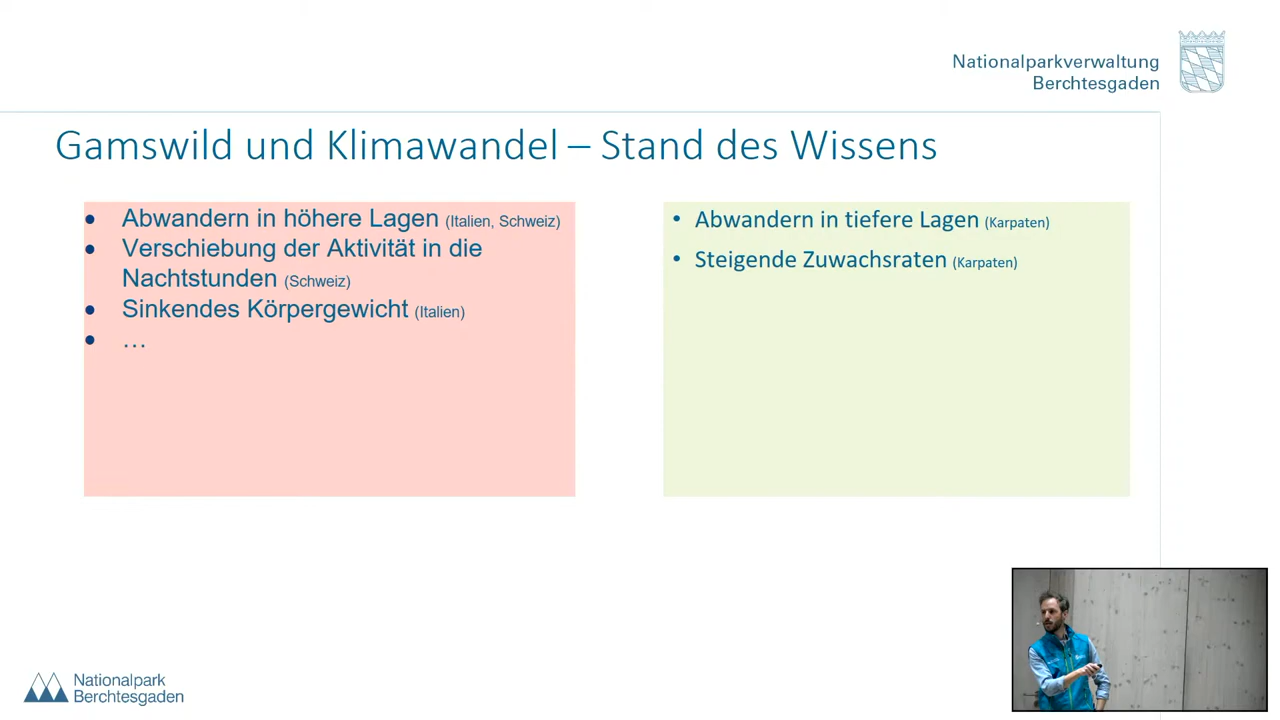 Nationalparkverwaltung
Berchtesgaden
Gamswild und Klimawandel – Stand des Wissens
● Abwandern in höhere Lagen (Italien, Schweiz)
● Verschiebung der Aktivität in die
Nachtstunden (Schweiz)
● Sinkendes Körpergewicht (Italien)
● …
• Abwandern in tiefere Lagen (Karpaten)
• Steigende Zuwachsraten (Karpaten)
Nationalpark
Berchtesgaden